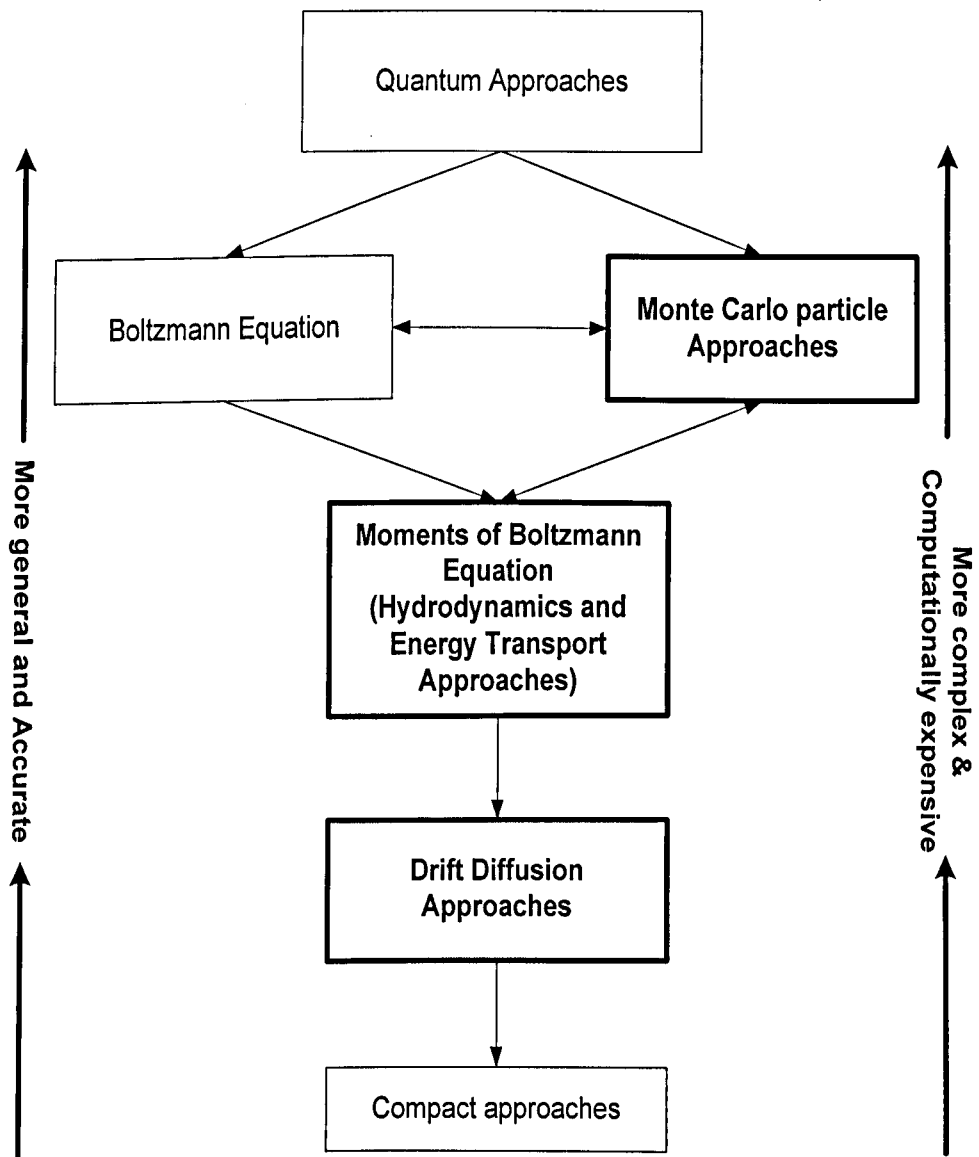 Quantum Approaches
Boltzmann Equation
Monte Carlo particle
Approaches
Moments of Boltzmann
Equation
(Hydrodynamics and
Energy Transport
Approaches)
Drift Diffusion
Approaches
Compact approaches
More general and Accurate
More complex &
Computationally expensive